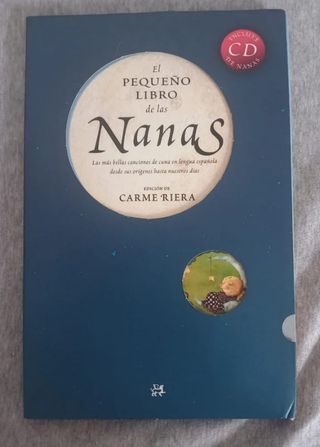 INCLUYE
CD
DE NANAS
El
PEQUEÑO
LIBRO
de las
Nanas
Las más bellas canciones de cuna en lengua española
desde sus orígenes hasta nuestros días
EDICIÓN DE
CARME RIERA